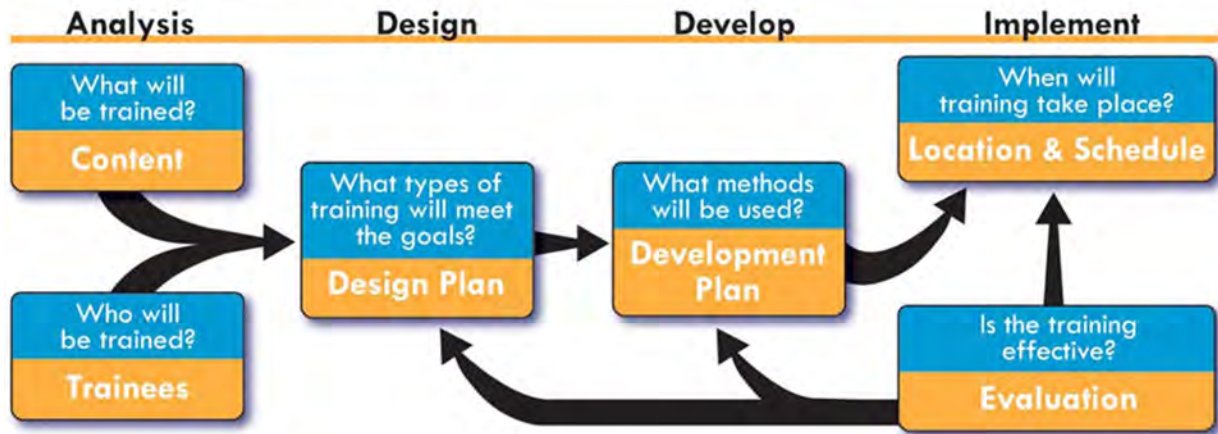 Analysis
Design
Develop
Implement
What will
be trained?
Content
Who will
be trained?
Trainees
What types of
training will meet
the goals?
Design Plan
What methods
will be used?
Development
Plan
When will
training take place?
Location & Schedule
Is the training
effective?
Evaluation